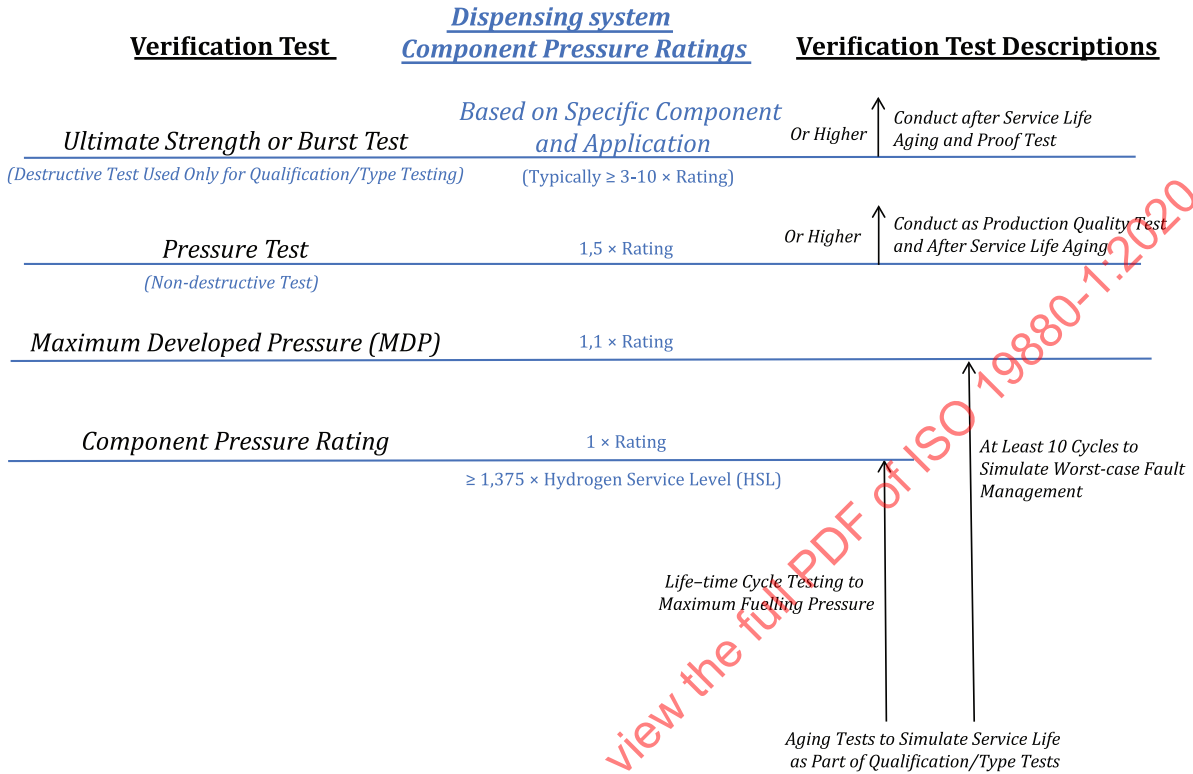 Verification Test
Dispensing system
Component Pressure Ratings
Verification Test Descriptions
Ultimate Strength or Burst Test
(Destructive Test Used Only for Qualification/Type Testing)
Based on Specific Component
and Application
(Typically ≥ 3-10 × Rating)
Or Higher
Conduct after Service Life
Aging and Proof Test
Pressure Test
(Non-destructive Test)
1,5 × Rating
Or Higher
Conduct as Production Quality Test
and After Service Life Aging
Maximum Developed Pressure (MDP)
1,1 × Rating
Component Pressure Rating
1 × Rating
≥ 1,375 × Hydrogen Service Level (HSL)
At Least 10 Cycles to
Simulate Worst-case Fault
Management
Life–time Cycle Testing to
Maximum Fuelling Pressure
Aging Tests to Simulate Service Life
as Part of Qualification/Type Tests
view the full PDF of ISO 19880-1:2020